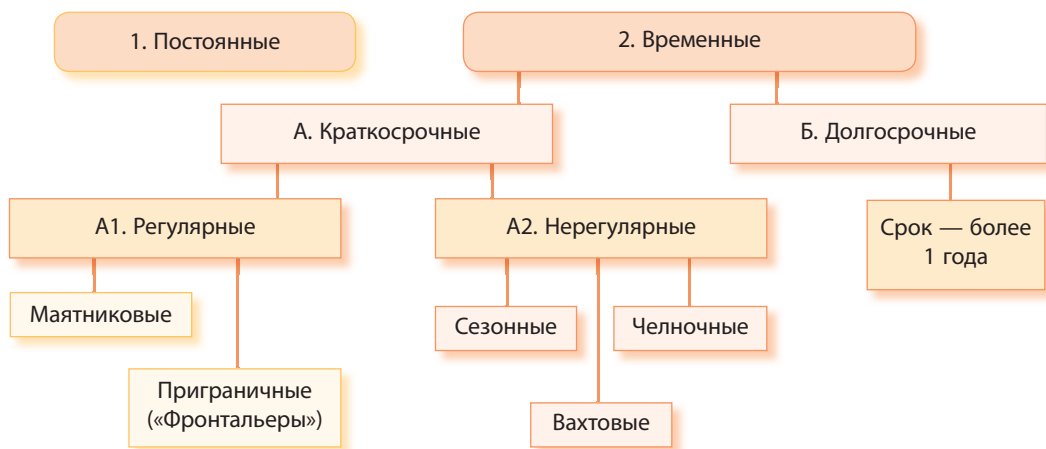 1. Постоянные
2. Временные
А. Краткосрочные
Б. Долгосрочные
А1. Регулярные
А2. Нерегулярные
Срок — более
1 года
Маятниковые
Сезонные
Челночные
Приграничные
(«Фронтальеры»)
Вахтовые